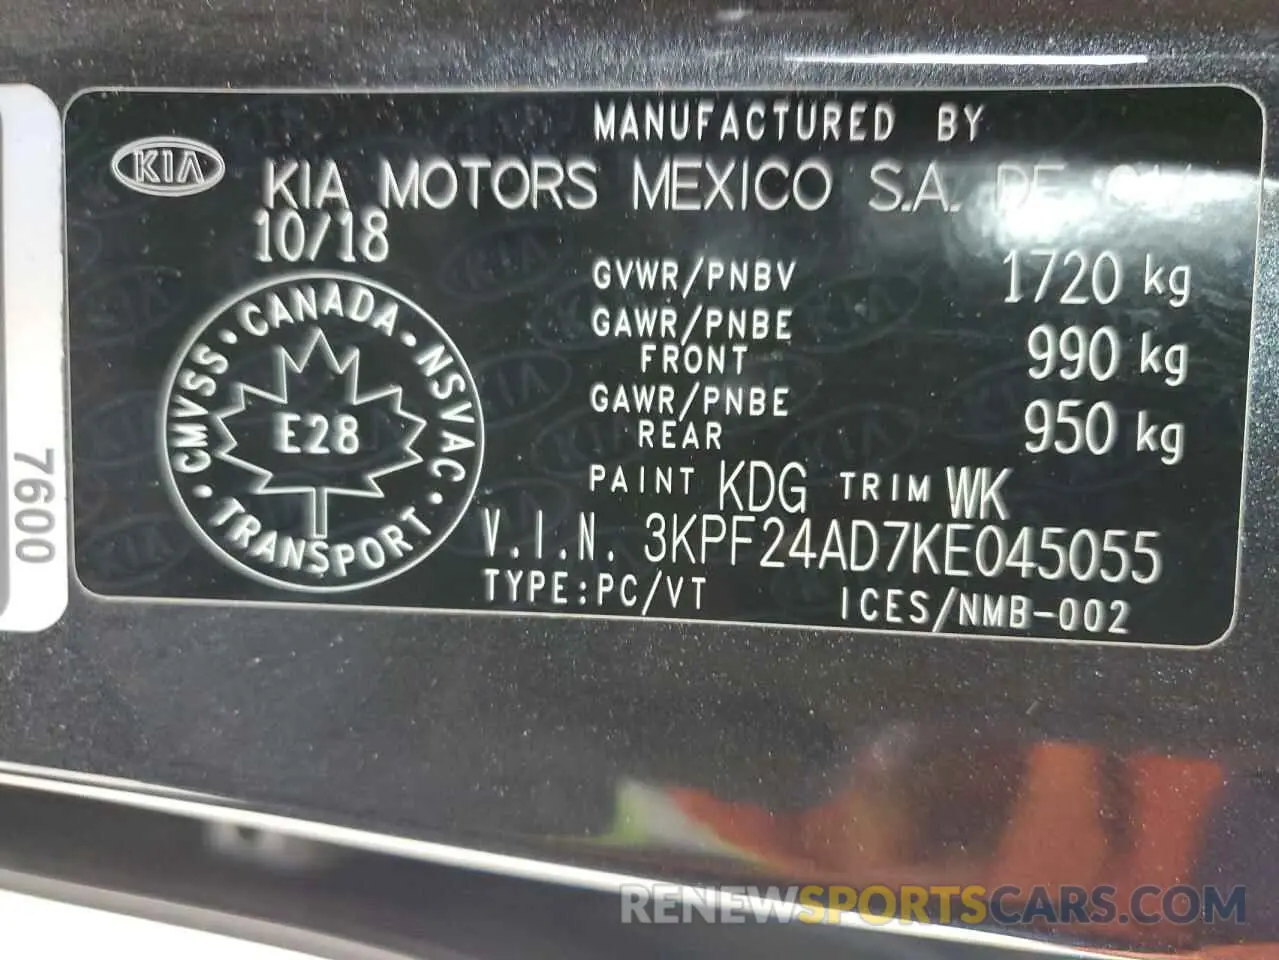 MANUFACTURED BY
KIA
KIA MOTORS MEXICO S.A. DE C.V.
10/18
GVWR/PNBV 1720 kg
GAWR/PNBE FRONT 990 kg
GAWR/PNBE REAR 950 kg
CMVSS · CANADA · NSVAC · TRANSPORT ·
E28
PAINT KDG TRIM WK
V.I.N. 3KPF24AD7KE045055
TYPE:PC/VT ICES/NMB-002
7600
RENEWSPORTSCARS.COM